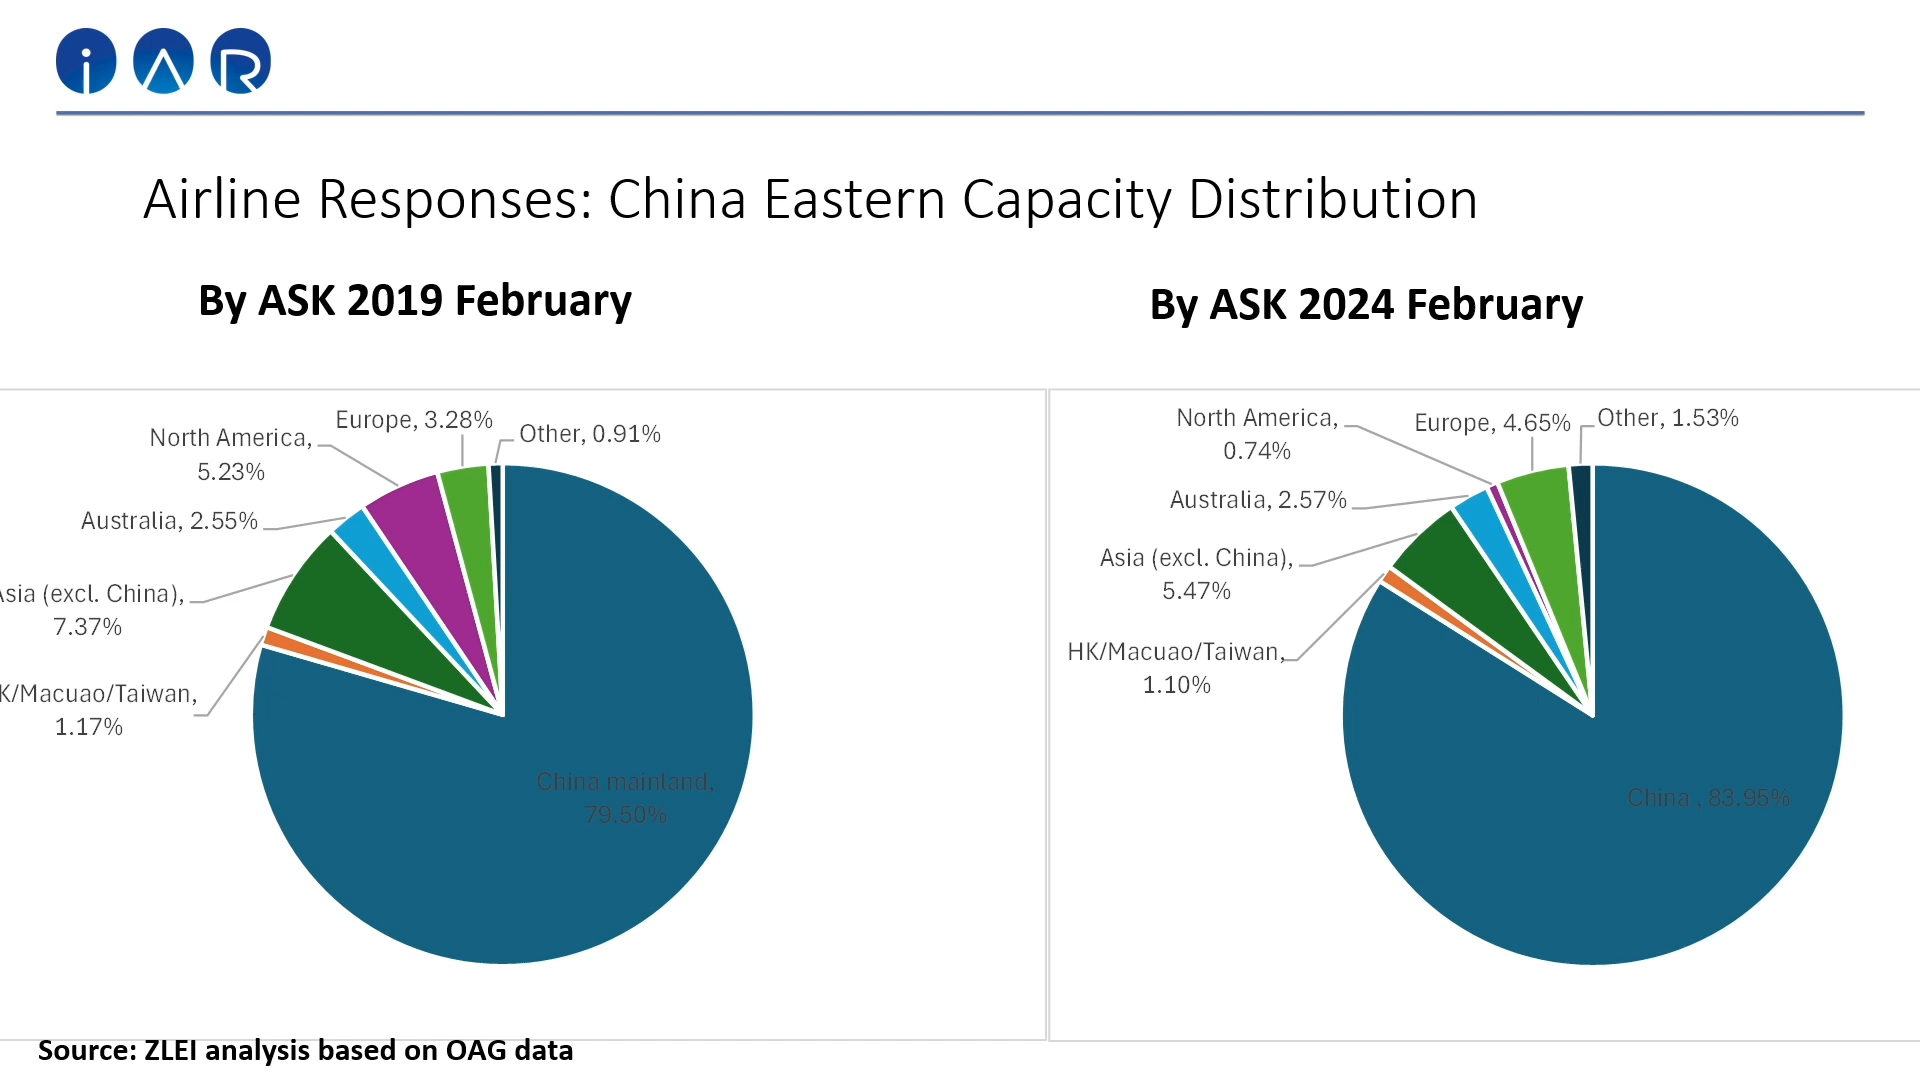 iAR
Airline Responses: China Eastern Capacity Distribution
By ASK 2019 February
Europe, 3.28%
Other, 0.91%
North America,
5.23%
Australia, 2.55%
Asia (excl. China),
7.37%
K/Macuao/Taiwan,
1.17%
China mainland,
79.50%
By ASK 2024 February
North America,
0.74%
Europe, 4.65%
Other, 1.53%
Australia, 2.57%
Asia (excl. China),
5.47%
HK/Macuao/Taiwan,
1.10%
China , 83.95%
Source: ZLEI analysis based on OAG data